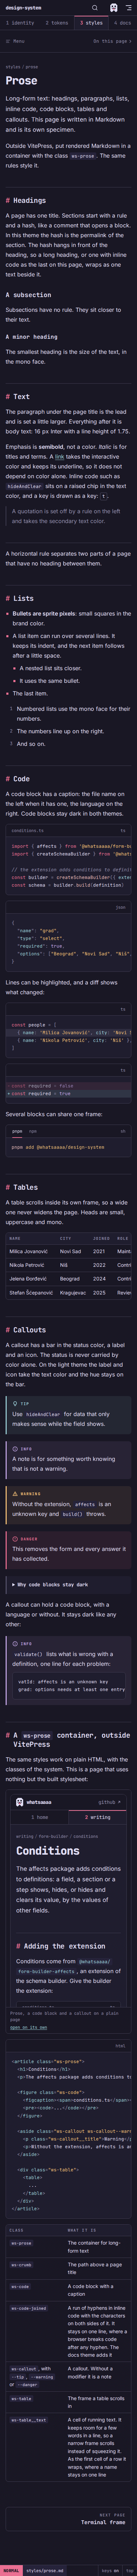 design-system
1 identity 2 tokens 3 styles 4 docs
Menu On this page
styles / prose
Prose
Long-form text: headings, paragraphs, lists,
inline code, code blocks, tables and
callouts. This page is written in Markdown
and is its own specimen.
Outside VitePress, put rendered Markdown in a
container with the class ws-prose. The same
rules style it.
# Headings
A page has one title. Sections start with a rule
and a hash, like a comment that opens a block.
In this theme, the hash is the permalink of the
section. The hash hangs in front of the
heading, so a long heading, or one with inline
code as the last on this page, wraps as one
text beside it.
A subsection
Subsections have no rule. They sit closer to
their text.
A minor heading
The smallest heading is the size of the text, in
the mono face.
# Text
The paragraph under the page title is the lead
and is set a little larger. Everything after it is
body text: 16 px inter with a line height of 1.75.
Emphasis is semibold, not a color. Italic is for
titles and terms. A link takes the interactive
color and keeps its underline, so links do not
depend on color alone. Inline code such as
hideAndClear sits on a raised chip in the text
color, and a key is drawn as a key: t.
A quotation is set off by a rule on the left
and takes the secondary text color.
A horizontal rule separates two parts of a page
that have no heading between them.
# Lists
Bullets are sprite pixels: small squares in the
brand color.
A list item can run over several lines. It
keeps its indent, and the next item follows
after a little space.
A nested list sits closer.
It uses the same bullet.
The last item.
1 Numbered lists use the mono face for their
numbers.
2 The numbers line up on the right.
3 And so on.
# Code
A code block has a caption: the file name on
the left when it has one, the language on the
right. Code blocks stay dark in both themes.
conditions.ts ts
import { affects } from '@whatsaaaa/form-bu
import { createSchemaBuilder } from '@whats
// the extension adds conditions to definit
const builder = createSchemaBuilder({ exten
const schema = builder.build(definition)
json
{
"name": "grad",
"type": "select",
"required": true,
"options": ["Beograd", "Novi Sad", "Niš",
}
Lines can be highlighted, and a diff shows
what changed:
ts
const people = [
{ name: 'Milica Jovanović', city: 'Novi S
{ name: 'Nikola Petrović', city: 'Niš' },
]
ts
-const required = false
+const required = true
Several blocks can share one frame:
pnpm npm sh
pnpm add @whatsaaaa/design-system
# Tables
A table scrolls inside its own frame, so a wide
one never widens the page. Heads are small,
uppercase and mono.
NAME CITY JOINED ROLE
Milica Jovanović Novi Sad 2021 Maint
Nikola Petrović Niš 2022 Contri
Jelena Đorđević Beograd 2024 Contri
Stefan Šćepanović Kragujevac 2025 Review
# Callouts
A callout has a bar in its status color, a label
and an icon. The status is never carried by
color alone. On the light theme the label and
icon take the text color and the hue stays on
the bar.
TIP
Use hideAndClear for data that only
makes sense while the field shows.
INFO
A note is for something worth knowing
that is not a warning.
WARNING
Without the extension, affects is an
unknown key and build() throws.
DANGER
This removes the form and every answer it
has collected.
Why code blocks stay dark
A callout can hold a code block, with a
language or without. It stays dark like any
other:
INFO
validate() lists what is wrong with a
definition, one line for each problem:
vatId: affects is an unknown key
grad: options needs at least one entry
# A ws-prose container, outside
VitePress
The same styles work on plain HTML, with the
classes of the system. This is a page that uses
nothing but the built stylesheet:
whatsaaa github ↗
1 home 2 writing
writing / form-builder / conditions
Conditions
The affects package adds conditions
to definitions: a field, a section or a
step shows, hides, or hides and
clears its value, by the values of
other fields.
# Adding the extension
Conditions come from @whatsaaaa/
form-builder-affects, an extension of
the schema builder. Give the builder
the extension:
Prose, a code block and a callout on a plain
page
open on its own
html
<article class="ws-prose">
<h1>Conditions</h1>
<p>The affects package adds conditions to
<figure class="ws-code">
<figcaption><span>conditions.ts</span><
<pre><code>...</code></pre>
</figure>
<aside class="ws-callout ws-callout--warn
<p class="ws-callout__title">Warning</p
<p>Without the extension, affects is an
</aside>
<div class="ws-table">
<table>
...
</table>
</div>
</article>
CLASS WHAT IT IS
ws-prose The container for long-
form text
ws-crumb The path above a page
title
ws-code A code block with a
caption
ws-code-joined A run of hyphens in inline
code with the characters
on both sides of it. It
stays on one line, where a
browser breaks code
after any hyphen. The
docs theme adds it
ws-callout, with
--tip, --warning
or --danger
A callout. Without a
modifier it is a note
ws-table The frame a table scrolls
in
ws-table__text A cell of running text. It
keeps room for a few
words in a line, so a
narrow frame scrolls
instead of squeezing it.
As the first cell of a row it
wraps, where a name
stays on one line
NEXT PAGE
Terminal frame
NORMAL styles/prose.md keys on top